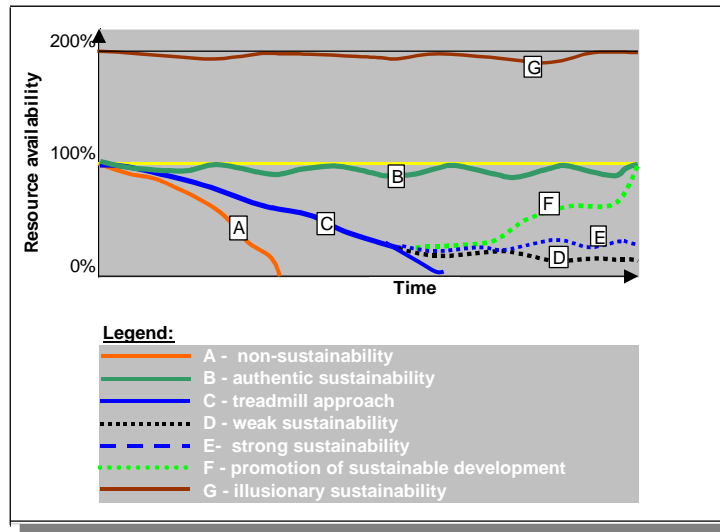 200%
G
100%
Resource availability
B
F
A
C
E
D
0%
Time
Legend:
A - non-sustainability
B - authentic sustainability
C - treadmill approach
D - weak sustainability
E- strong sustainability
F - promotion of sustainable development
G - illusionary sustainability